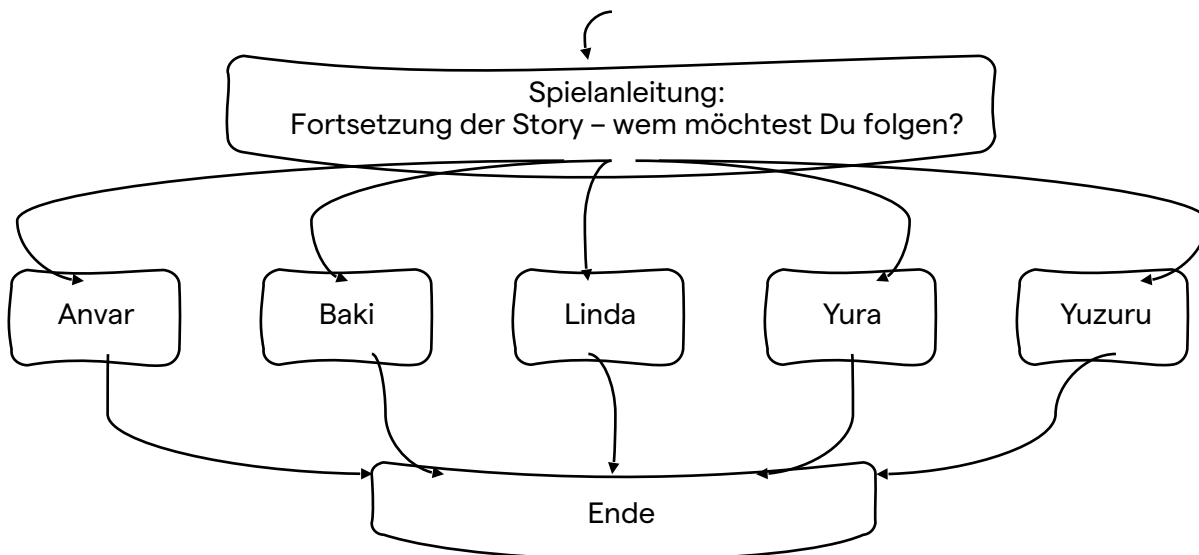 Spielanleitung:
Fortsetzung der Story – wem möchtest Du folgen?
Anvar
Baki
Linda
Yura
Yuzuru
Ende